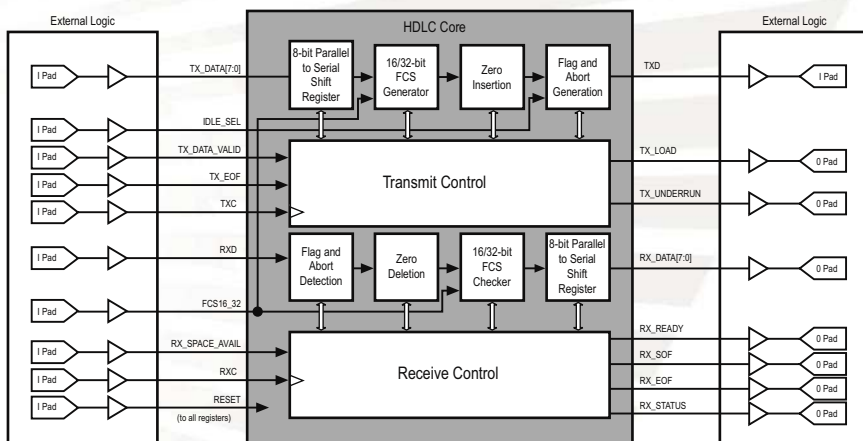 External Logic
HDLC Core
External Logic
I Pad
TX_DATA[7:0]
8-bit Parallel
to Serial
Shift
Register
16/32-bit
FCS
Generator
Zero
Insertion
Flag and
Abort
Generation
TXD
I Pad
I Pad
IDLE_SEL
I Pad
TX_DATA_VALID
I Pad
TX_EOF
I Pad
TXC
Transmit Control
TX_LOAD
0 Pad
TX_UNDERRUN
0 Pad
I Pad
RXD
Flag and
Abort
Detection
Zero
Deletion
16/32-bit
FCS
Checker
8-bit Parallel
to Serial
Shift
Register
RX_DATA[7:0]
0 Pad
I Pad
FCS16_32
I Pad
RX_SPACE_AVAIL
I Pad
RXC
I Pad
RESET
(to all registers)
Receive Control
RX_READY
0 Pad
RX_SOF
0 Pad
RX_EOF
0 Pad
RX_STATUS
0 Pad